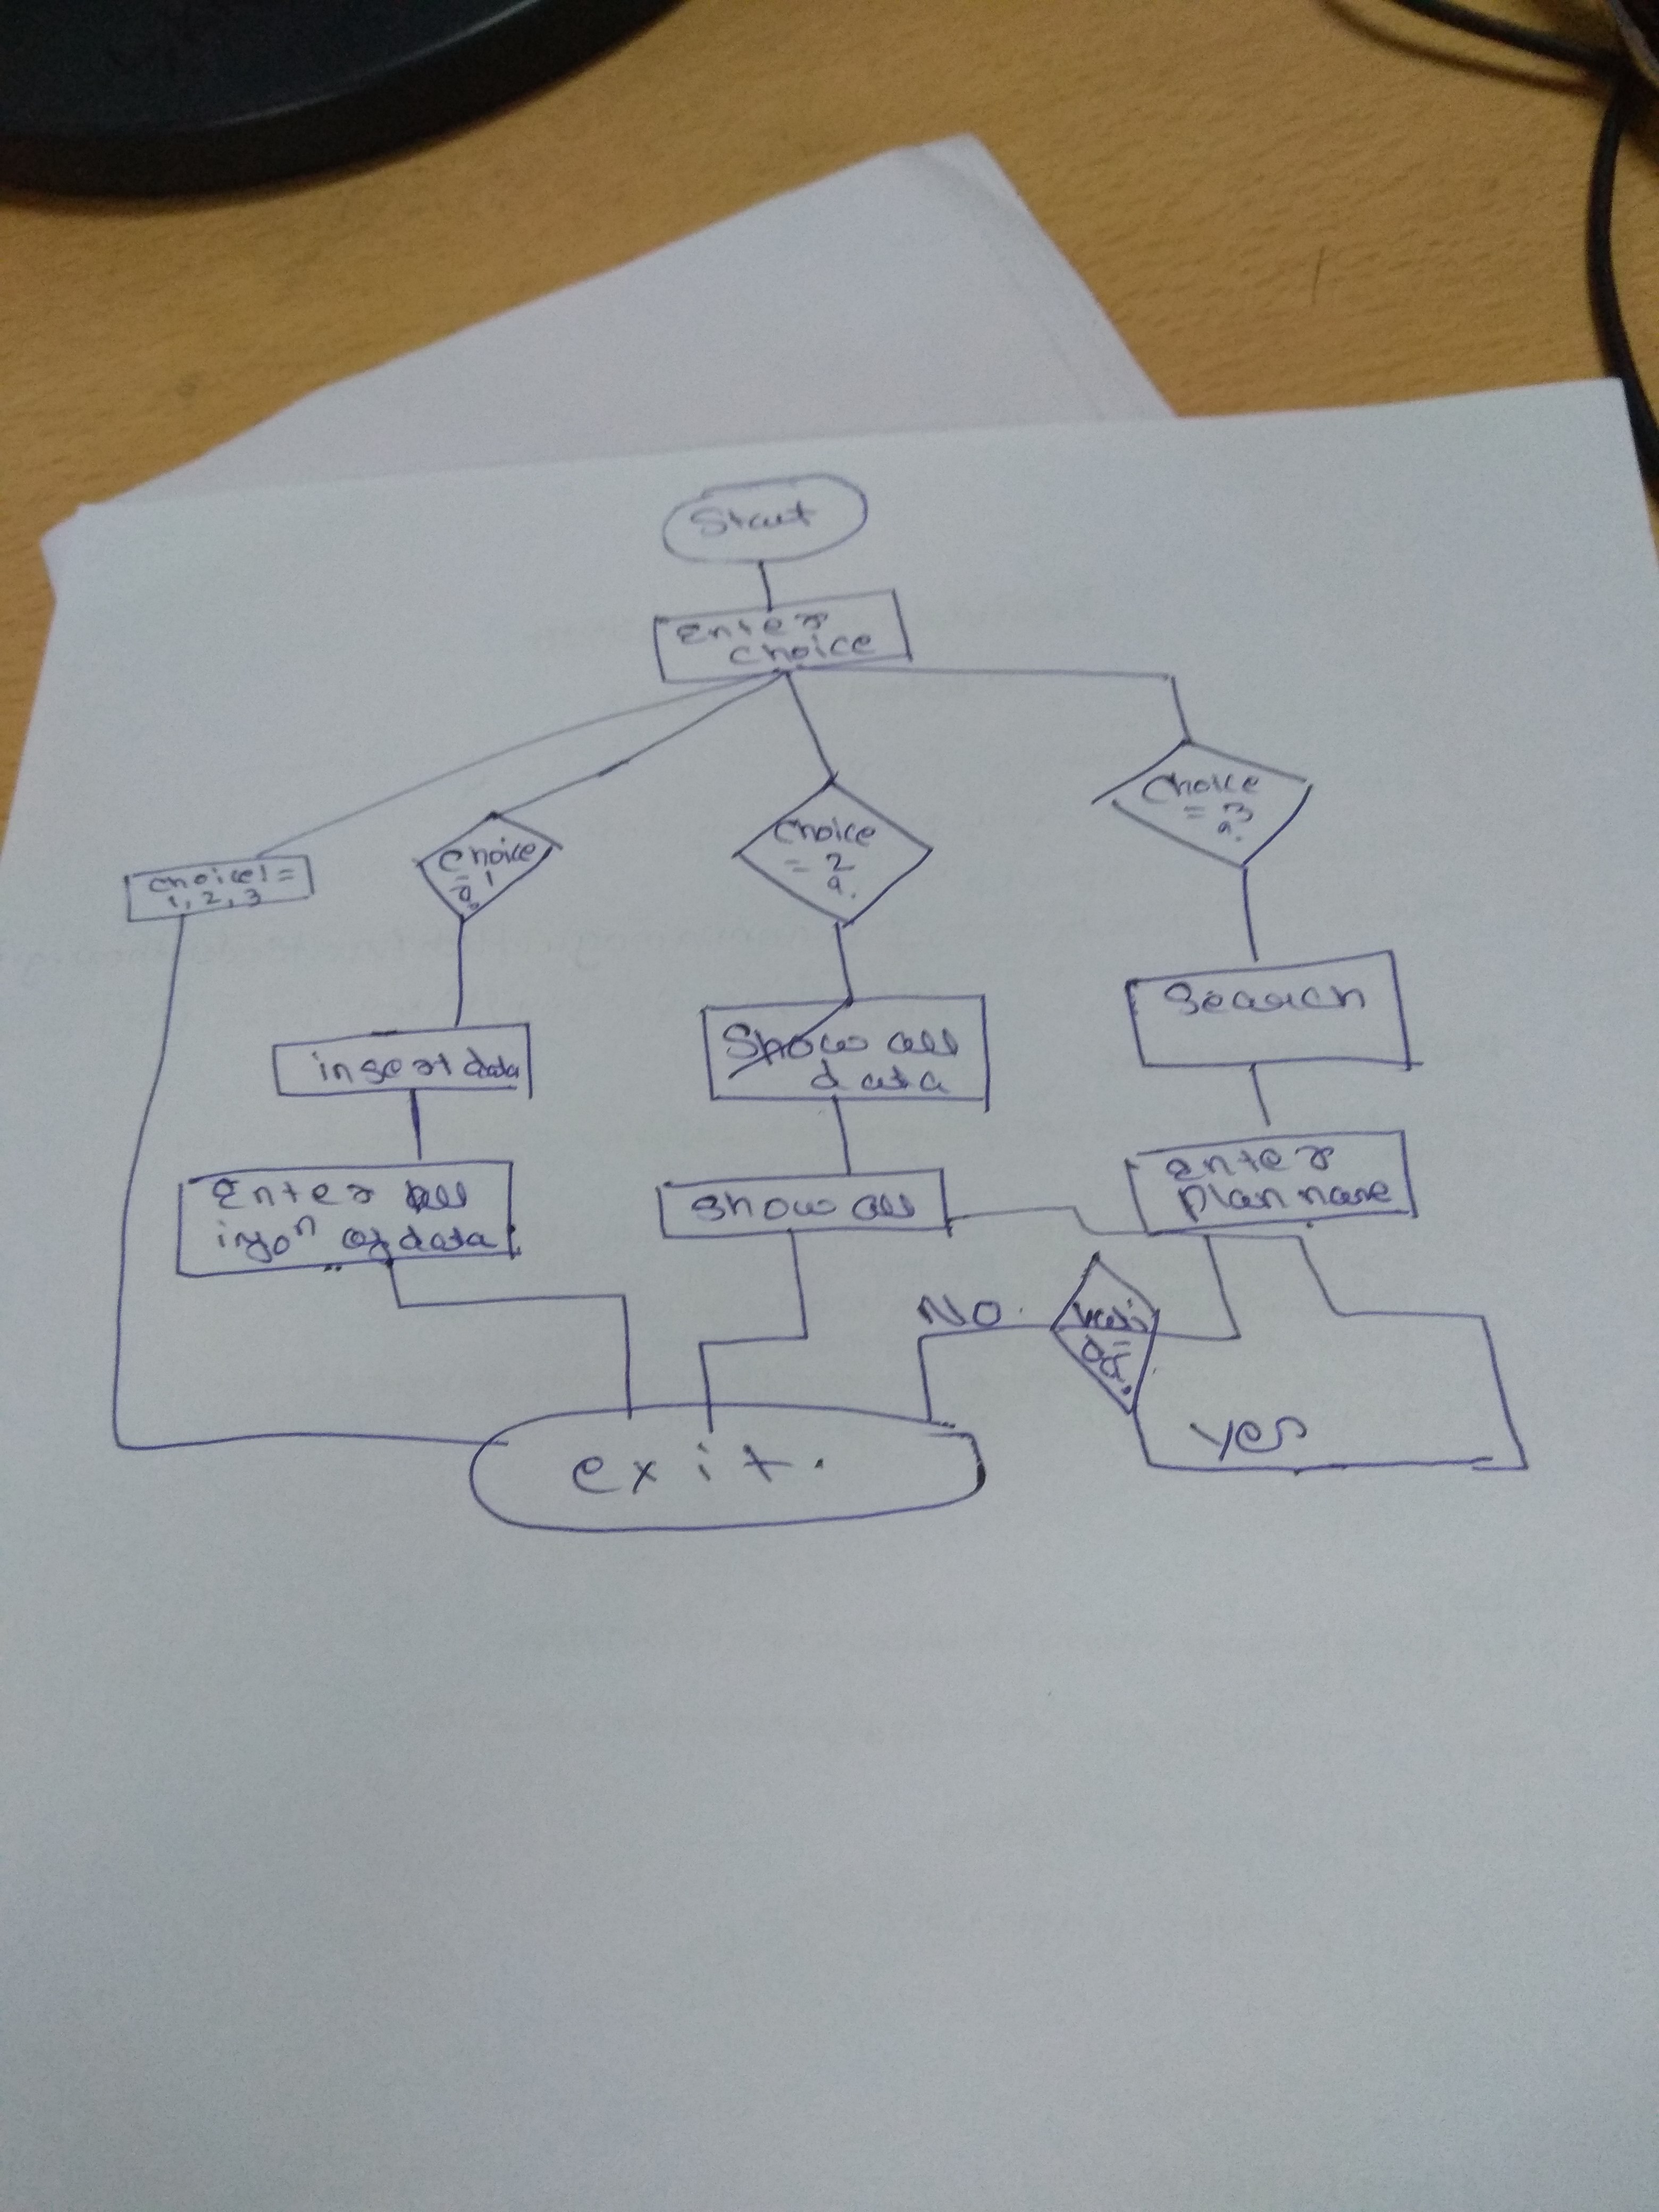 Start
Enter
choice
choice! =
1, 2, 3
Choice
= 1
?
Choice
= 2
?
Choice
= 3
?
insert data
Show all
data
Search
Enter all
infoⁿ of data
Show all
Enter
plan name
NO
Yes
exit.